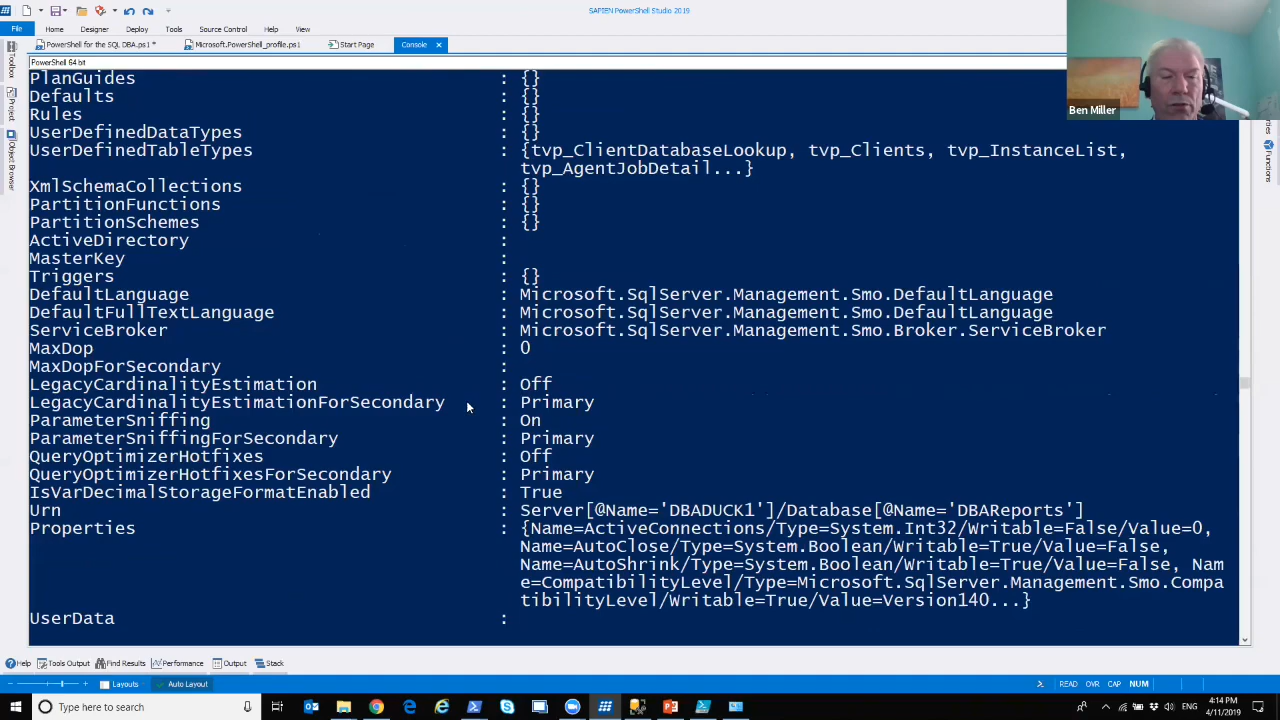 SAPIEN PowerShell Studio 2019
File Home Designer Deploy Tools Source Control Help View
PowerShell for the SQL DBA.ps1 * Microsoft.PowerShell_profile.ps1 Start Page Console
PowerShell 64 bit
Toolbox
Project
Object Browser
Functions
Ben Miller
PlanGuides : {}
Defaults : {}
Rules : {}
UserDefinedDataTypes : {}
UserDefinedTableTypes : {tvp_ClientDatabaseLookup, tvp_Clients, tvp_InstanceList,
tvp_AgentJobDetail...}
XmlSchemaCollections : {}
PartitionFunctions : {}
PartitionSchemes : {}
ActiveDirectory :
MasterKey :
Triggers : {}
DefaultLanguage : Microsoft.SqlServer.Management.Smo.DefaultLanguage
DefaultFullTextLanguage : Microsoft.SqlServer.Management.Smo.DefaultLanguage
ServiceBroker : Microsoft.SqlServer.Management.Smo.Broker.ServiceBroker
MaxDop : 0
MaxDopForSecondary :
LegacyCardinalityEstimation : Off
LegacyCardinalityEstimationForSecondary : Primary
ParameterSniffing : On
ParameterSniffingForSecondary : Primary
QueryOptimizerHotfixes : Off
QueryOptimizerHotfixesForSecondary : Primary
IsVarDecimalStorageFormatEnabled : True
Urn : Server[@Name='DBADUCK1']/Database[@Name='DBAReports']
Properties : {Name=ActiveConnections/Type=System.Int32/Writable=False/Value=0,
Name=AutoClose/Type=System.Boolean/Writable=True/Value=False,
Name=AutoShrink/Type=System.Boolean/Writable=True/Value=False, Nam
e=CompatibilityLevel/Type=Microsoft.SqlServer.Management.Smo.Compa
tibilityLevel/Writable=True/Value=Version140...}
UserData :
Help Tools Output Find Results Performance Output Stack
Layouts Auto Layout READ OVR CAP NUM
Type here to search
ENG
4:14 PM
4/11/2019